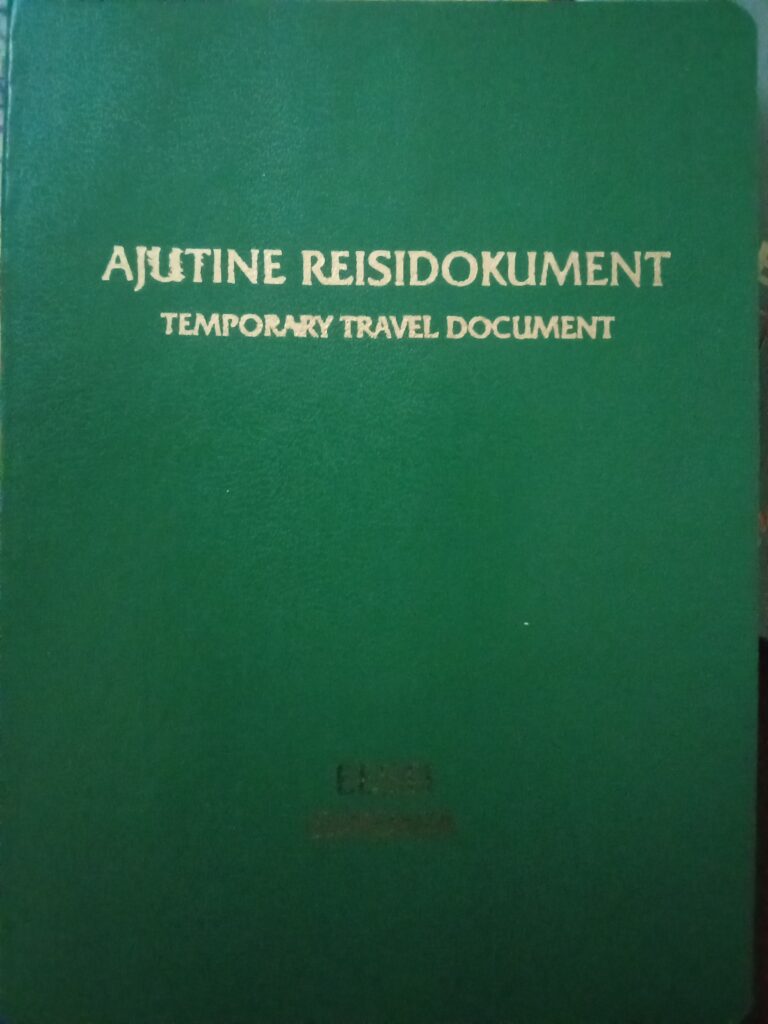 AJUTINE REISIDOKUMENT
TEMPORARY TRAVEL DOCUMENT